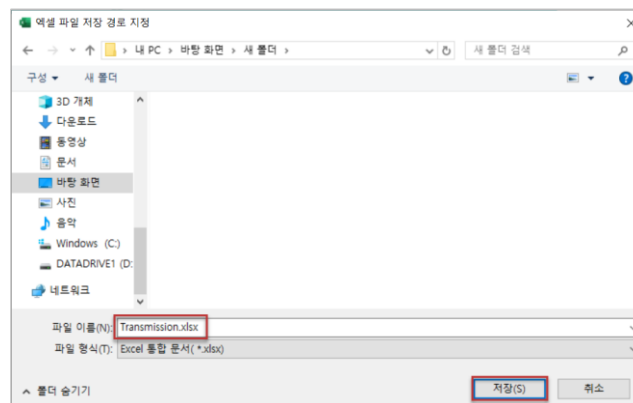 엑셀 파일 저장 경로 지정
내 PC > 바탕 화면 > 새 폴더 >
새 폴더 검색
구성 새 폴더
3D 개체
다운로드
동영상
문서
바탕 화면
사진
음악
Windows (C:)
DATADRIVE1 (D:
네트워크
파일 이름(N): Transmission.xlsx
파일 형식(T): Excel 통합 문서( *.xlsx)
폴더 숨기기 저장(S) 취소